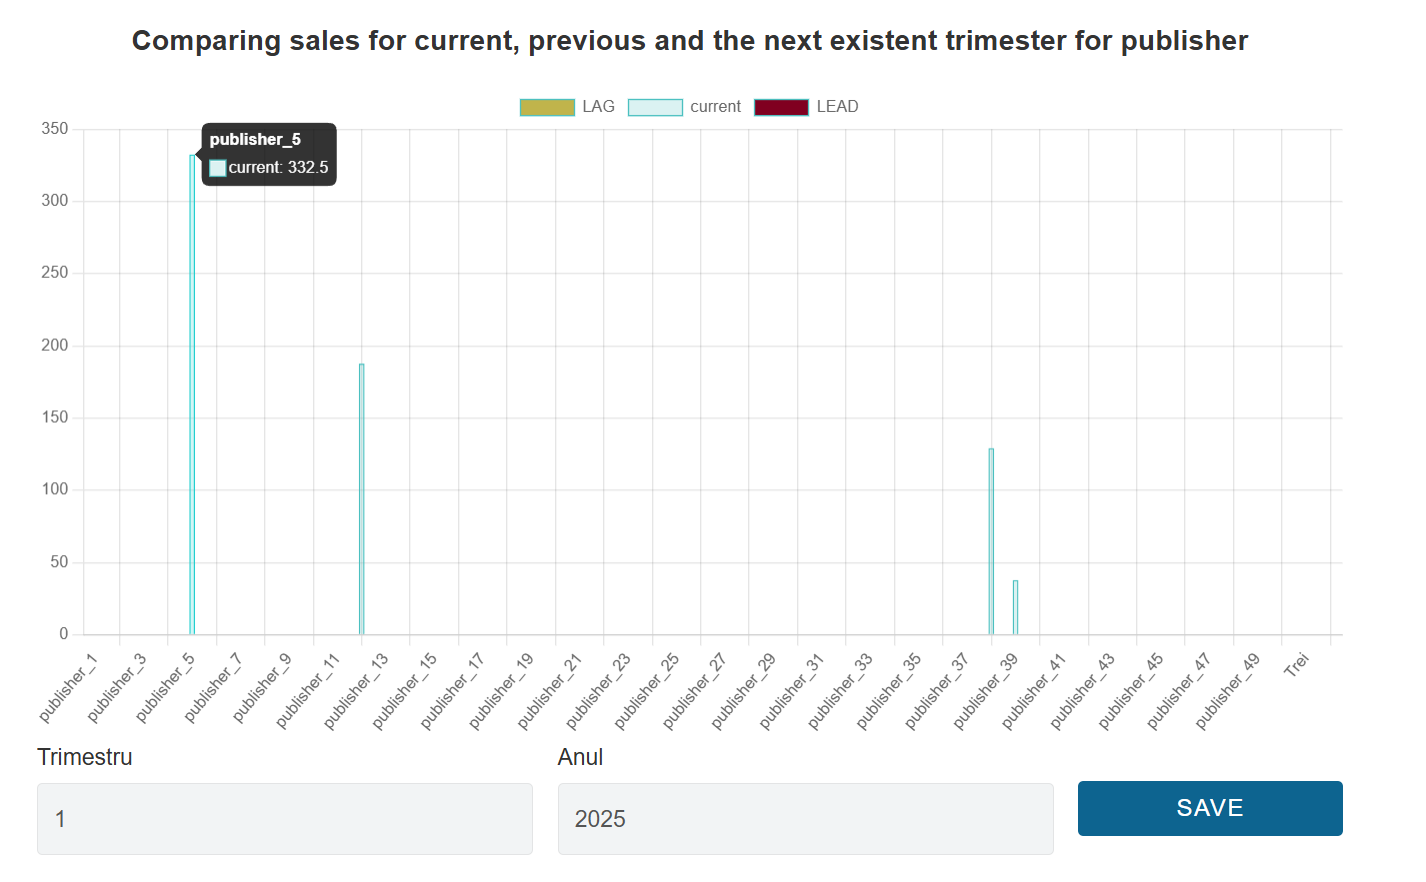 Comparing sales for current, previous and the next existent trimester for publisher
LAG current LEAD
350
publisher_5
current: 332.5
300
250
200
150
100
50
0
publisher_1 publisher_3 publisher_5 publisher_7 publisher_9 publisher_11 publisher_13 publisher_15 publisher_17 publisher_19 publisher_21 publisher_23 publisher_25 publisher_27 publisher_29 publisher_31 publisher_33 publisher_35 publisher_37 publisher_39 publisher_41 publisher_43 publisher_45 publisher_47 publisher_49 Trei
Trimestru Anul
1 2025 SAVE